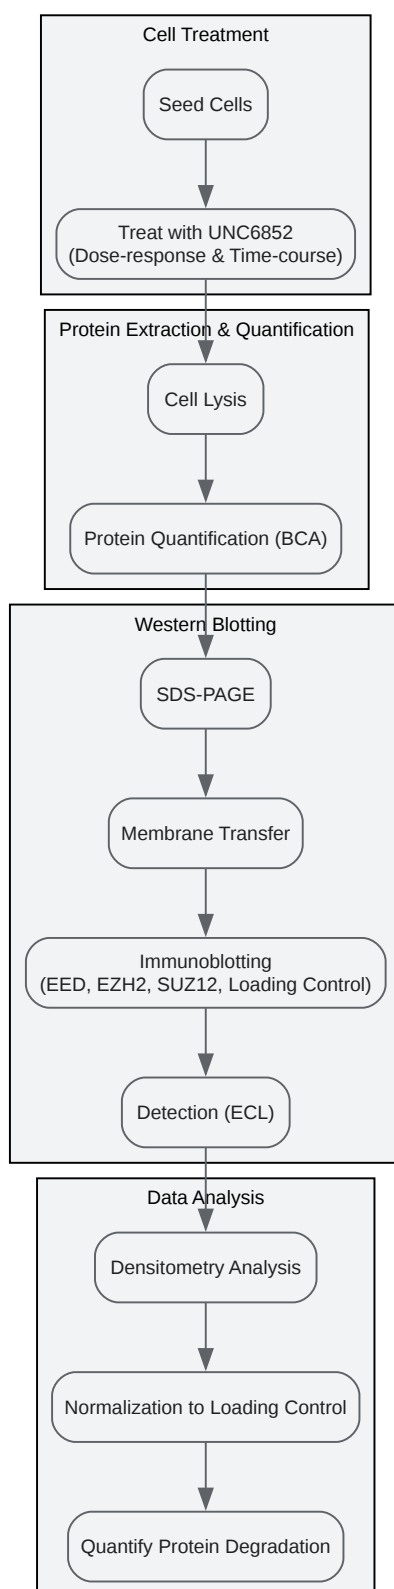 Cell Treatment
Seed Cells
Treat with UNC6852
(Dose-response & Time-course)
Protein Extraction & Quantification
Cell Lysis
Protein Quantification (BCA)
Western Blotting
SDS-PAGE
Membrane Transfer
Immunoblotting
(EED, EZH2, SUZ12, Loading Control)
Detection (ECL)
Data Analysis
Densitometry Analysis
Normalization to Loading Control
Quantify Protein Degradation